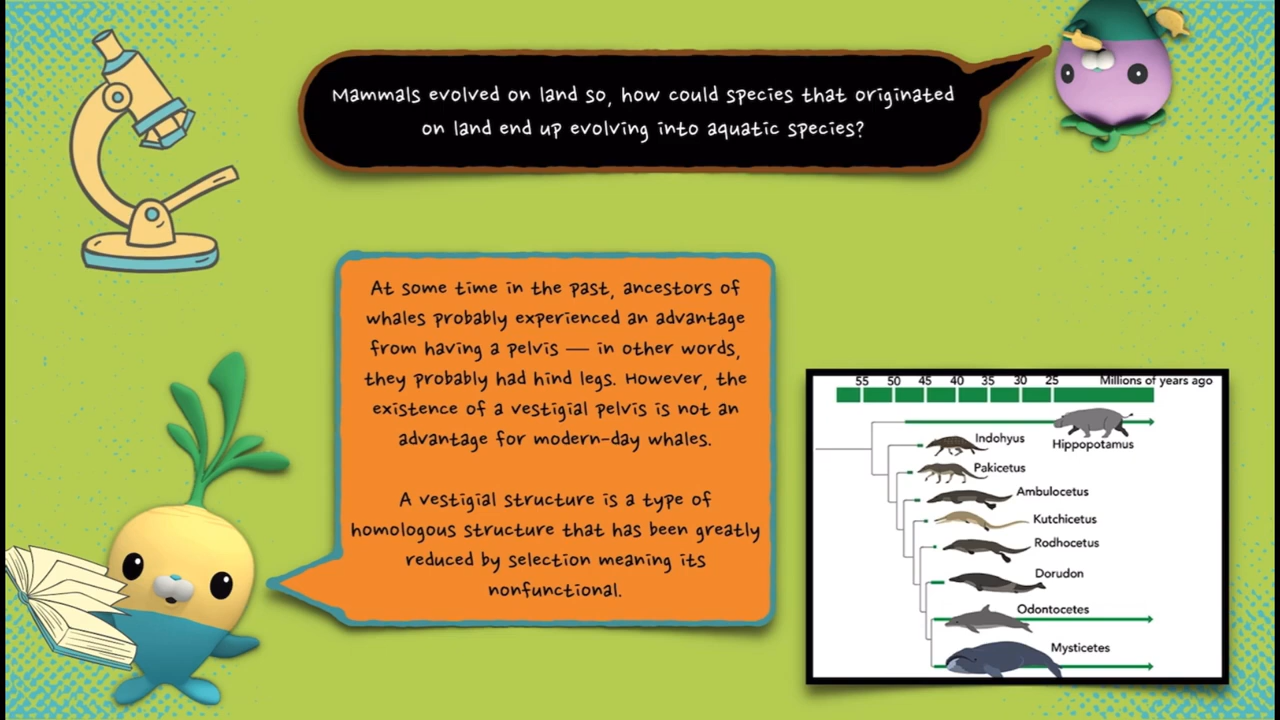 Mammals evolved on land so, how could species that originated
on land end up evolving into aquatic species?
At some time in the past, ancestors of
whales probably experienced an advantage
from having a pelvis — in other words,
they probably had hind legs. However, the
existence of a vestigial pelvis is not an
advantage for modern-day whales.
A vestigial structure is a type of
homologous structure that has been greatly
reduced by selection meaning its
nonfunctional.
55 50 45 40 35 30 25 Millions of years ago
Hippopotamus
Indohyus
Pakicetus
Ambulocetus
Kutchicetus
Rodhocetus
Dorudon
Odontocetes
Mysticetes